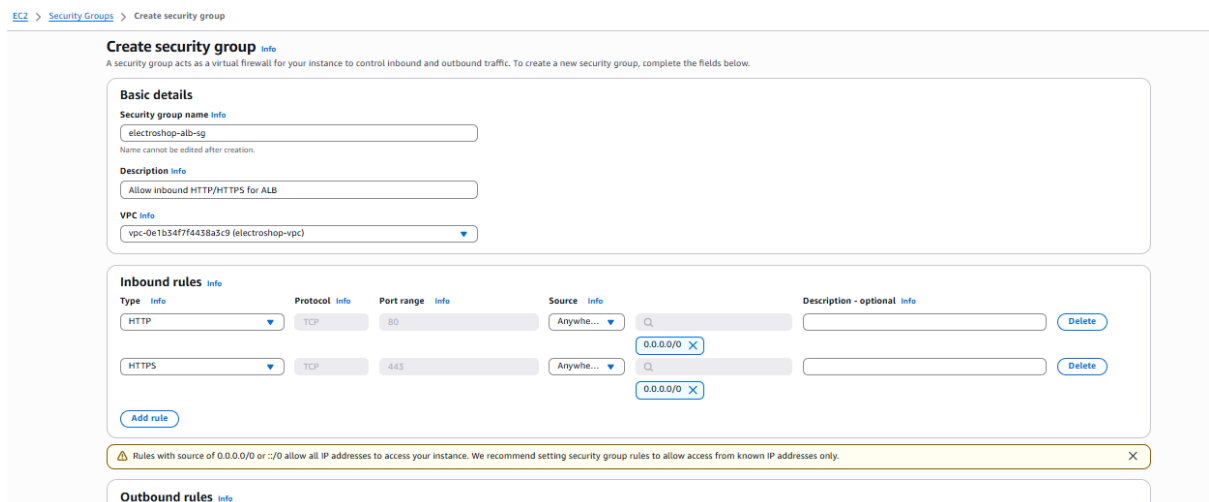 EC2 > Security Groups > Create security group
Create security group Info
A security group acts as a virtual firewall for your instance to control inbound and outbound traffic. To create a new security group, complete the fields below.
Basic details
Security group name Info
electroshop-alb-sg
Name cannot be edited after creation.
Description Info
Allow inbound HTTP/HTTPS for ALB
VPC Info
vpc-0e1b34f7f4438a3c9 (electroshop-vpc)
Inbound rules Info
Type Info Protocol Info Port range Info Source Info Description - optional Info
HTTP TCP 80 Anywhe... Delete
0.0.0.0/0
HTTPS TCP 443 Anywhe... Delete
0.0.0.0/0
Add rule
Rules with source of 0.0.0.0/0 or ::/0 allow all IP addresses to access your instance. We recommend setting security group rules to allow access from known IP addresses only.
Outbound rules Info